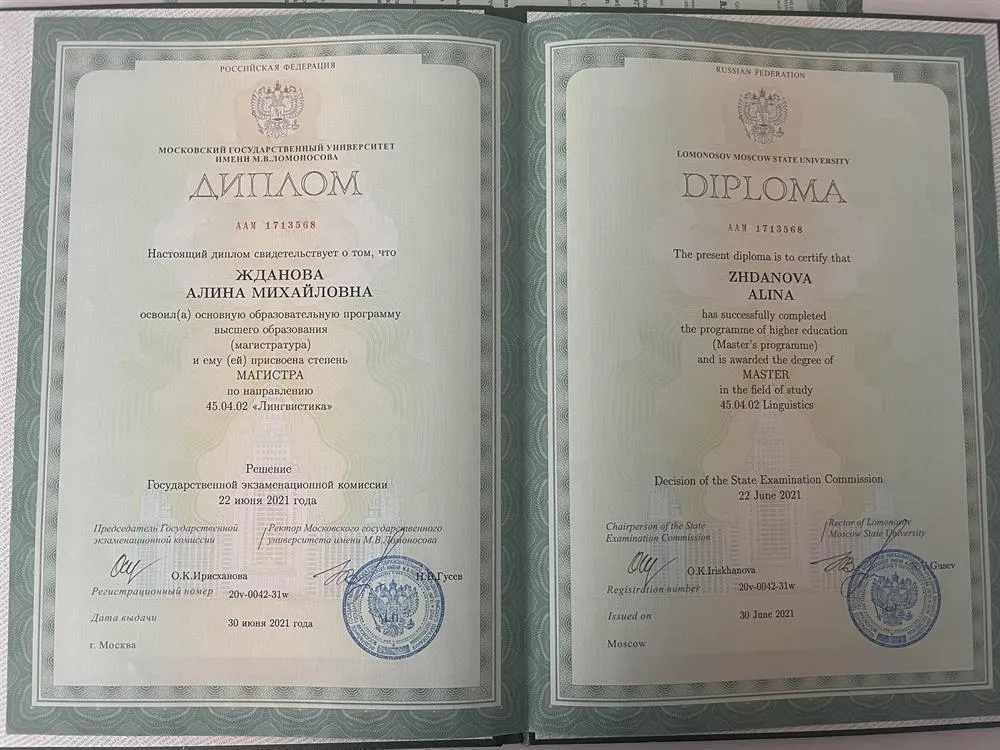 РОССИЙСКАЯ ФЕДЕРАЦИЯ
МОСКОВСКИЙ ГОСУДАРСТВЕННЫЙ УНИВЕРСИТЕТ
ИМЕНИ М.В.ЛОМОНОСОВА
ДИПЛОМ
ААМ 1713568
Настоящий диплом свидетельствует о том, что
ЖДАНОВА
АЛИНА МИХАЙЛОВНА
освоил(а) основную образовательную программу
высшего образования
(магистратура)
и ему (ей) присвоена степень
МАГИСТРА
по направлению
45.04.02 «Лингвистика»
Решение
Государственной экзаменационной комиссии
22 июня 2021 года
Председатель Государственной
экзаменационной комиссии
Ректор Московского государственного
университета имени М.В.Ломоносова
О.К.Ирисханова
Гусев
Регистрационный номер 20v-0042-31w
М.П.
Дата выдачи 30 июня 2021 года
г. Москва
RUSSIAN FEDERATION
LOMONOSOV MOSCOW STATE UNIVERSITY
DIPLOMA
ААМ 1713568
The present diploma is to certify that
ZHDANOVA
ALINA
has successfully completed
the programme of higher education
(Master's programme)
and is awarded the degree of
MASTER
in the field of study
45.04.02 Linguistics
Decision of the State Examination Commission
22 June 2021
Chairperson of the State
Examination Commission
Rector of Lomonosov
Moscow State University
O.K.Iriskhanova
Gusev
Registration number 20v-0042-31w
Issued on 30 June 2021
Moscow